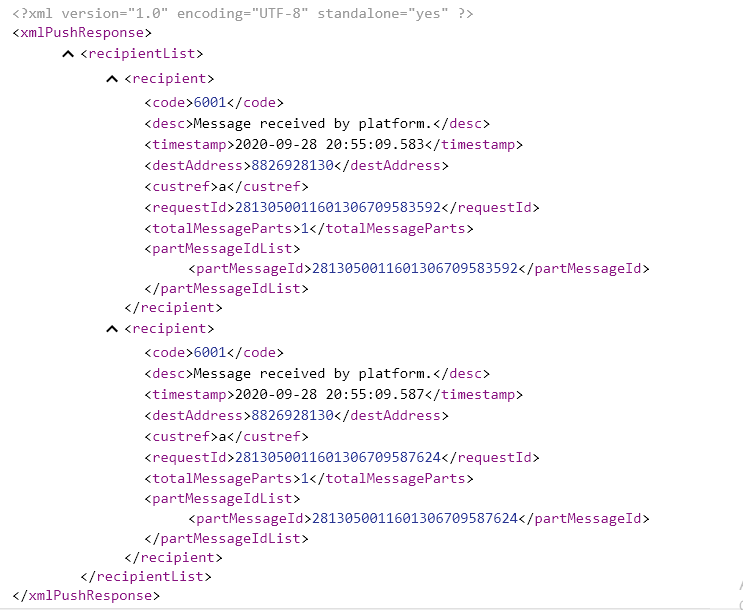 <?xml version="1.0" encoding="UTF-8" standalone="yes" ?>
<xmlPushResponse>
<recipientList>
<recipient>
<code>6001</code>
<desc>Message received by platform.</desc>
<timestamp>2020-09-28 20:55:09.583</timestamp>
<destAddress>8826928130</destAddress>
<custref>a</custref>
<requestId>2813050011601306709583592</requestId>
<totalMessageParts>1</totalMessageParts>
<partMessageIdList>
<partMessageId>2813050011601306709583592</partMessageId>
</partMessageIdList>
</recipient>
<recipient>
<code>6001</code>
<desc>Message received by platform.</desc>
<timestamp>2020-09-28 20:55:09.587</timestamp>
<destAddress>8826928130</destAddress>
<custref>a</custref>
<requestId>2813050011601306709587624</requestId>
<totalMessageParts>1</totalMessageParts>
<partMessageIdList>
<partMessageId>2813050011601306709587624</partMessageId>
</partMessageIdList>
</recipient>
</recipientList>
</xmlPushResponse>